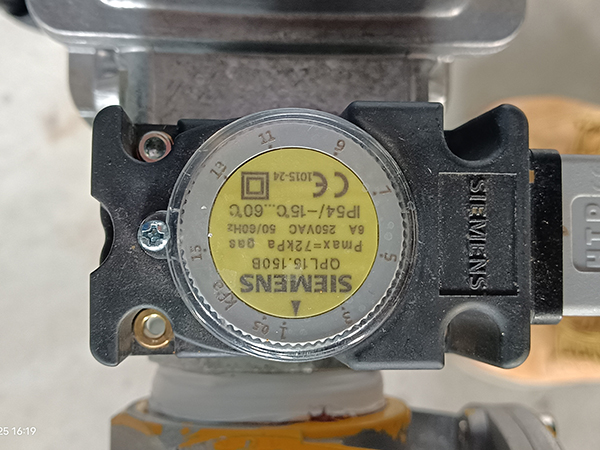 SIEMENS
QPL15.150B
Pmax=72kPa gas
6A 250VAC 50/60Hz
IP54/-15℃...60℃
CE
1015-24
kPa
0.5
1
3
5
7
9
11
13
15
SIEMENS
25 16:19